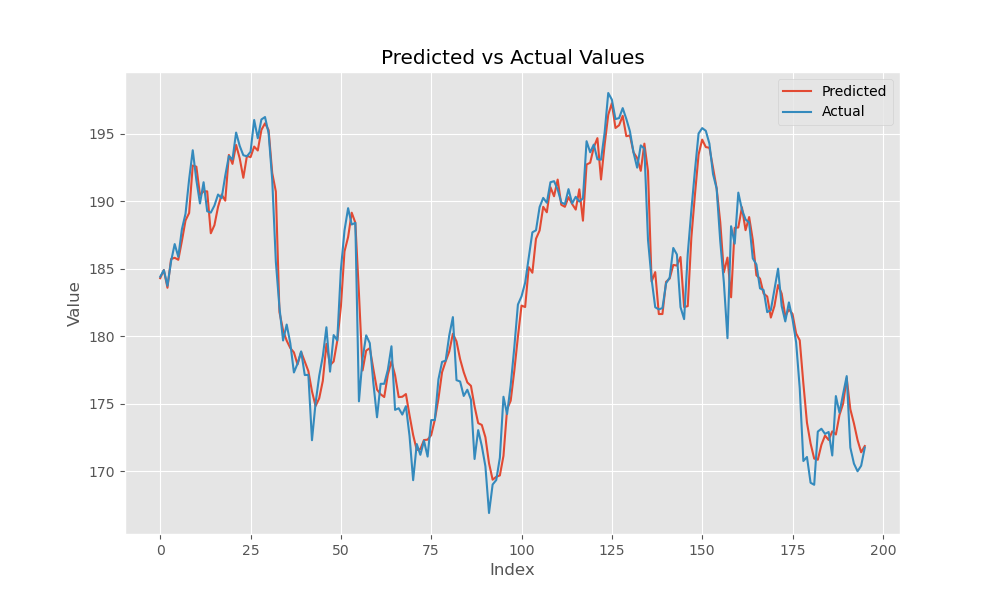 Predicted vs Actual Values
Predicted
Actual
195
190
185
180
175
170
Value
0 25 50 75 100 125 150 175 200
Index